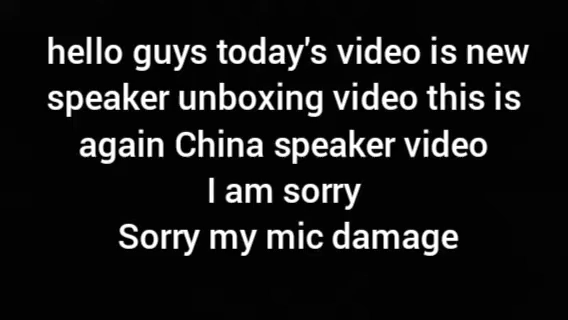 hello guys today's video is new
speaker unboxing video this is
again China speaker video
I am sorry
Sorry my mic damage